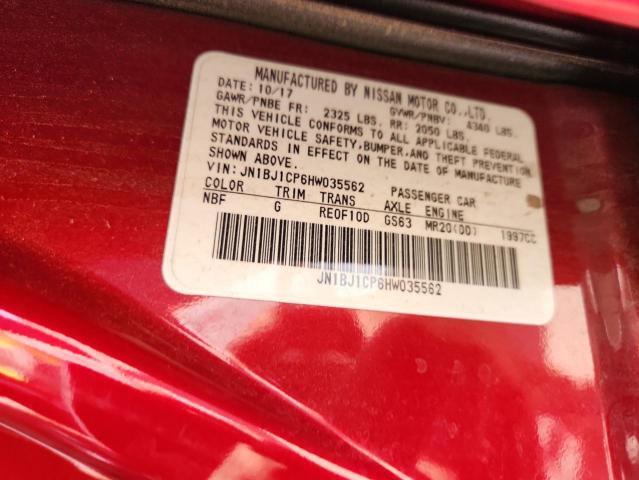 MANUFACTURED BY NISSAN MOTOR CO.,LTD.
DATE: 10/17 GVWR/PNBV: 4340 LBS.
GAWR/PNBE FR: 2325 LBS. RR: 2050 LBS.
THIS VEHICLE CONFORMS TO ALL APPLICABLE FEDERAL
MOTOR VEHICLE SAFETY,BUMPER,AND THEFT PREVENTION
STANDARDS IN EFFECT ON THE DATE OF MANUFACTURE
SHOWN ABOVE.
VIN: JN1BJ1CP6HW035562 PASSENGER CAR
COLOR TRIM TRANS AXLE ENGINE
NBF G RE0F10D GS63 MR20(DD) 1997CC
JN1BJ1CP6HW035562